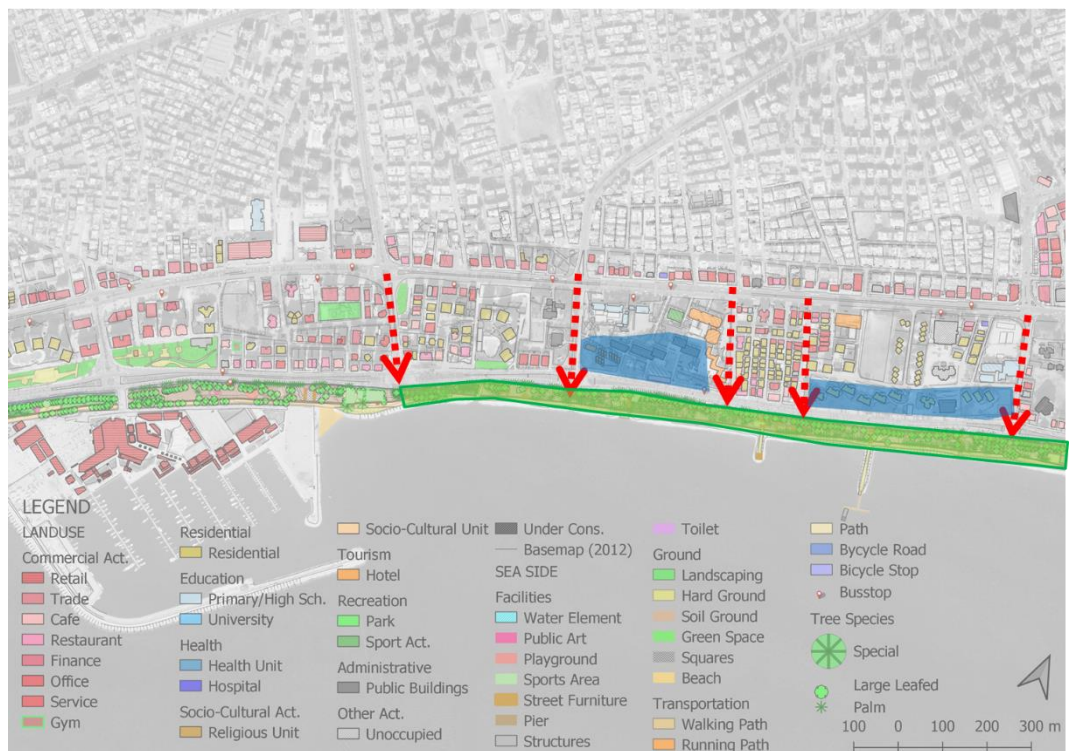 LEGEND
LANDUSE
Commercial Act.
Retail
Trade
Cafe
Restaurant
Finance
Office
Service
Gym
Residential
Residential
Education
Primary/High Sch.
University
Health
Health Unit
Hospital
Socio-Cultural Act.
Religious Unit
Socio-Cultural Unit
Tourism
Hotel
Recreation
Park
Sport Act.
Administrative
Public Buildings
Other Act.
Unoccupied
Under Cons.
Basemap (2012)
SEA SIDE
Facilities
Water Element
Public Art
Playground
Sports Area
Street Furniture
Pier
Structures
Toilet
Ground
Landscaping
Hard Ground
Soil Ground
Green Space
Squares
Beach
Transportation
Walking Path
Running Path
Path
Bycycle Road
Bicycle Stop
Busstop
Tree Species
Special
Large Leafed
Palm
100 0 100 200 300 m